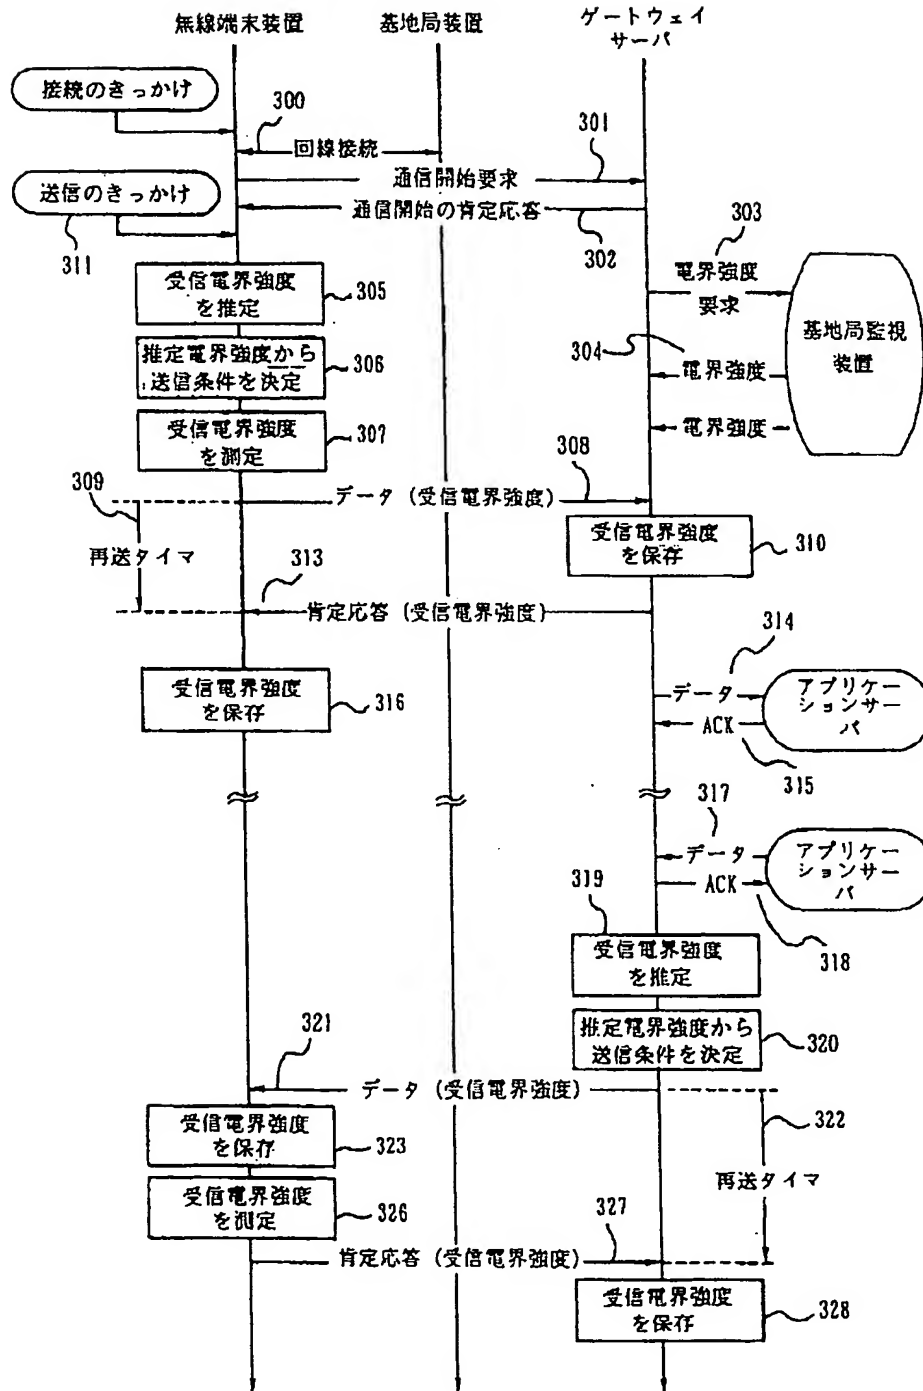 無線端末装置
基地局装置
ゲートウェイ
サーバ
接続のきっかけ
300
301
回線接続
通信開始要求
送信のきっかけ
通信開始の肯定応答
311
302
303
受信電界強度
を推定
305
電界強度
要求
基地局監視
装置
推定電界強度から
送信条件を決定
306
304
電界強度
受信電界強度
を測定
307
電界強度
308
309
データ (受信電界強度)
受信電界強度
を保存
310
再送タイマ
313
肯定応答 (受信電界強度)
314
受信電界強度
を保存
316
データ
アプリケー
ションサー
バ
ACK
315
317
データ
アプリケー
ションサー
バ
ACK
319
318
受信電界強度
を推定
321
推定電界強度から
送信条件を決定
320
データ (受信電界強度)
322
受信電界強度
を保存
323
再送タイマ
受信電界強度
を測定
326
327
肯定応答 (受信電界強度)
受信電界強度
を保存
328